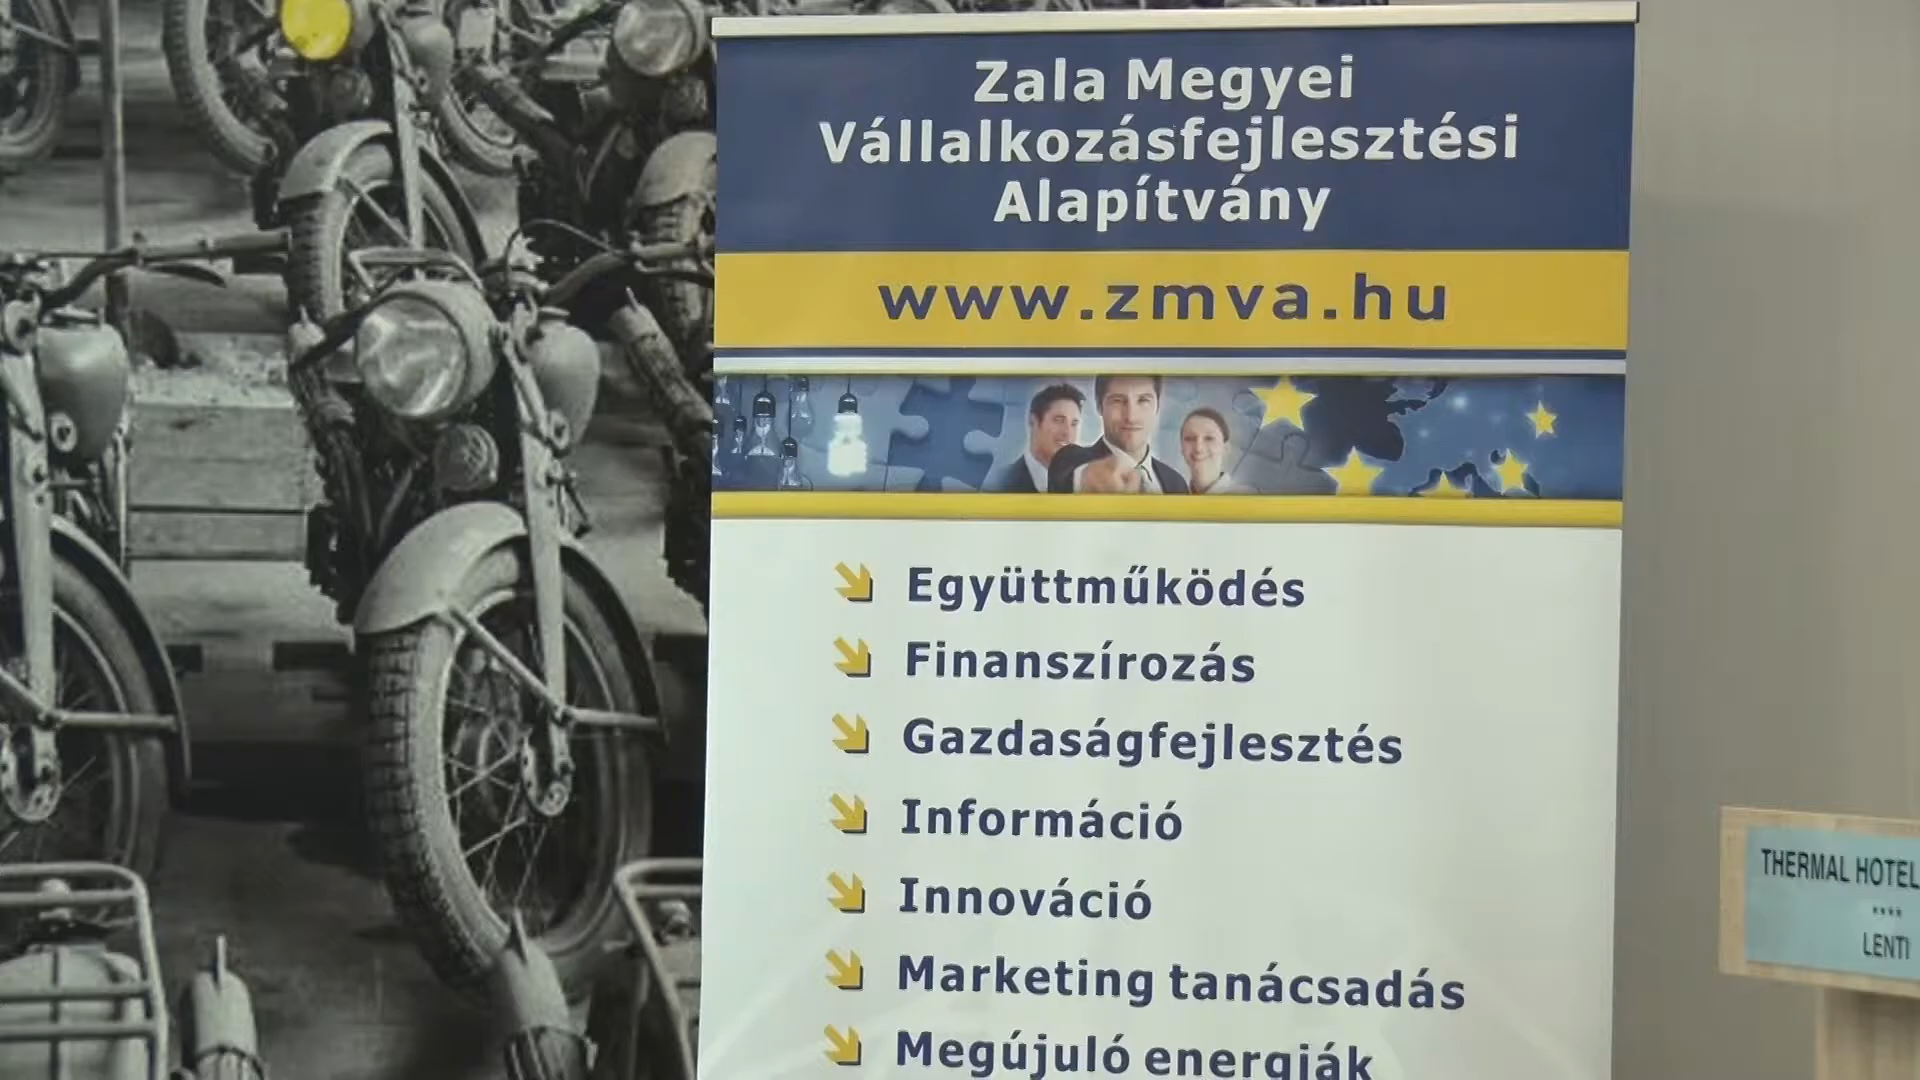 Zala Megyei
Vállalkozásfejlesztési
Alapítvány
www.zmva.hu
Együttműködés
Finanszírozás
Gazdaságfejlesztés
Információ
Innováció
Marketing tanácsadás
Megújuló energiák
THERMAL HOTEL
****
LENTI